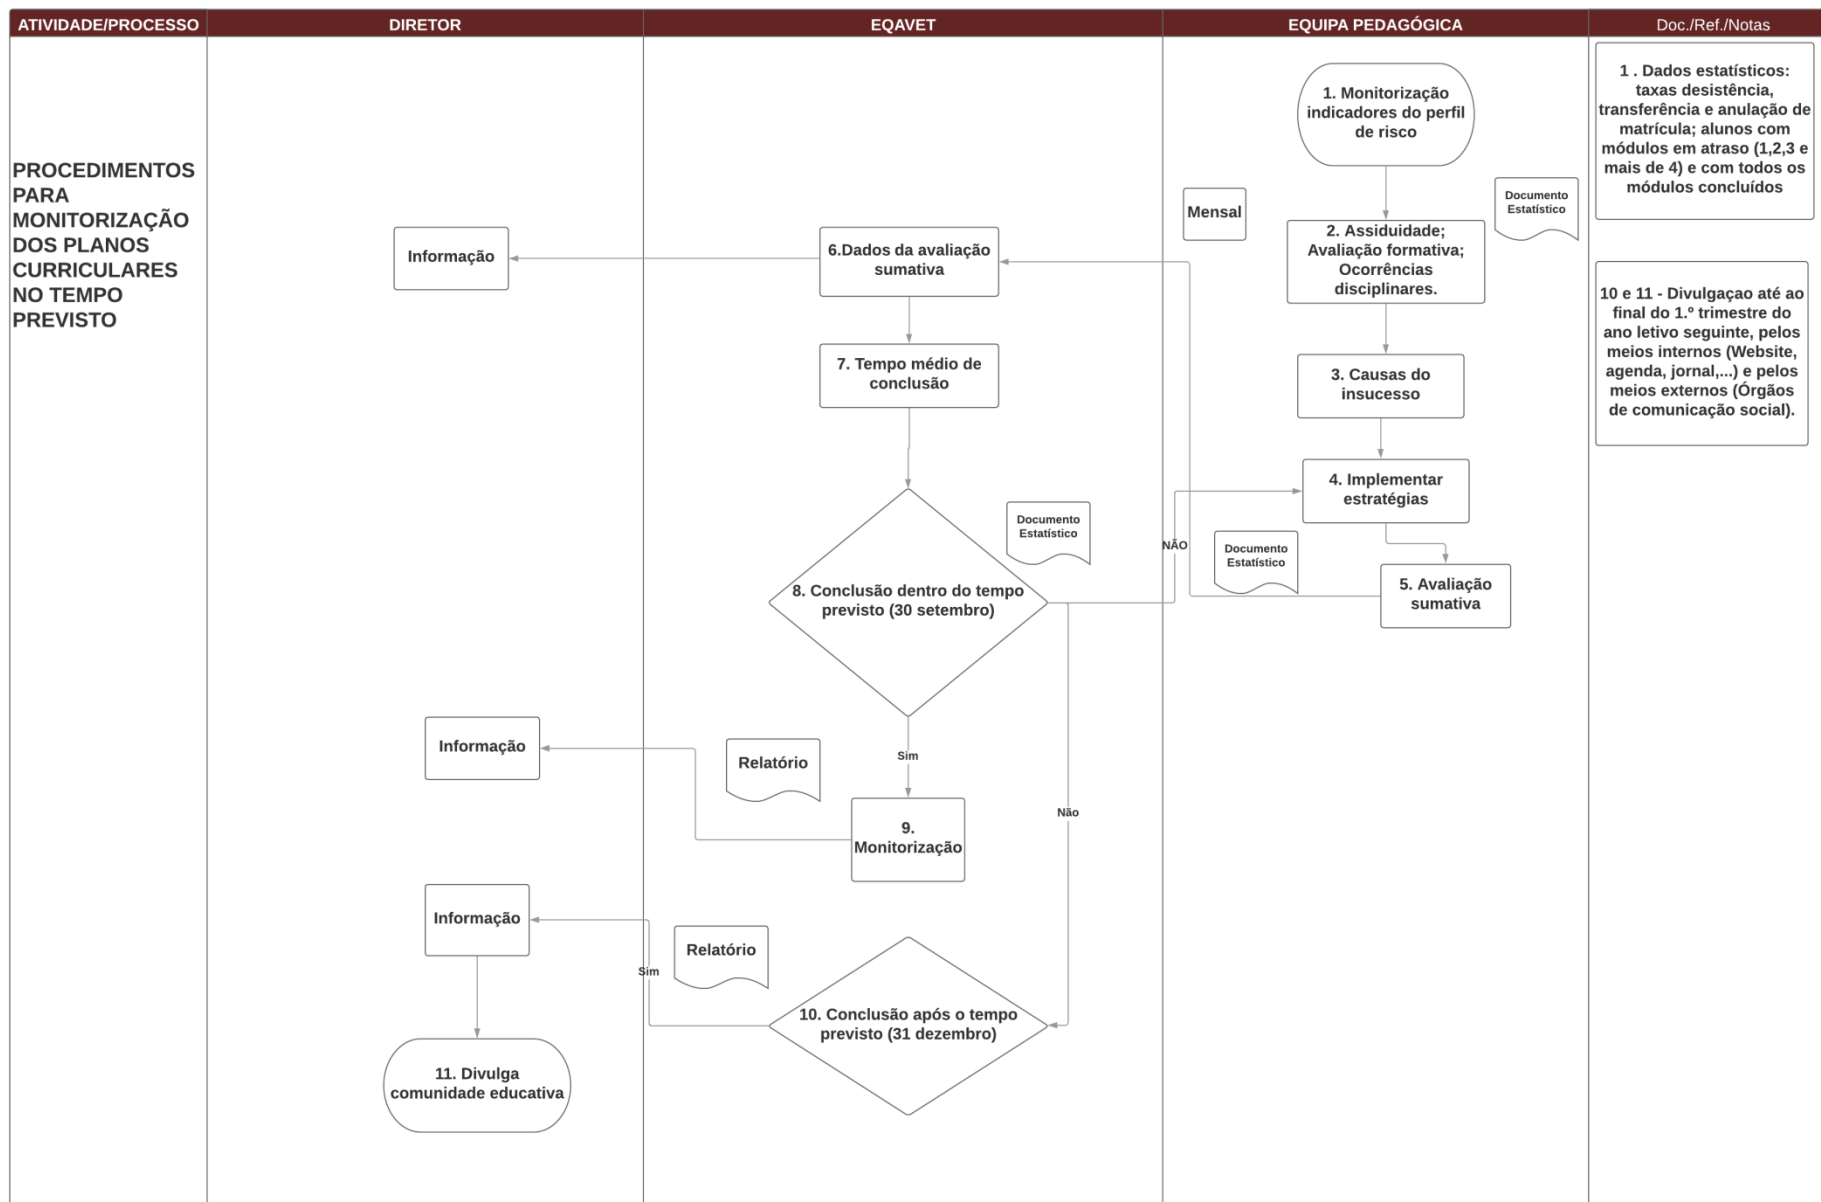 ATIVIDADE/PROCESSO
DIRETOR
EQAVET
EQUIPA PEDAGÓGICA
Doc./Ref./Notas
PROCEDIMENTOS
PARA
MONITORIZAÇÃO
DOS PLANOS
CURRICULARES
NO TEMPO
PREVISTO
1. Monitorização
indicadores do perfil
de risco
1 . Dados estatísticos:
taxas desistência,
transferência e anulação de
matrícula; alunos com
módulos em atraso (1,2,3 e
mais de 4) e com todos os
módulos concluídos
Mensal
Documento
Estatístico
2. Assiduidade;
Avaliação formativa;
Ocorrências
disciplinares.
Informação
6.Dados da avaliação
sumativa
10 e 11 - Divulgaçao até ao
final do 1.º trimestre do
ano letivo seguinte, pelos
meios internos (Website,
agenda, jornal,...) e pelos
meios externos (Órgãos
de comunicação social).
7. Tempo médio de
conclusão
3. Causas do
insucesso
4. Implementar
estratégias
Documento
Estatístico
NÃO
Documento
Estatístico
5. Avaliação
sumativa
8. Conclusão dentro do tempo
previsto (30 setembro)
Informação
Relatório
Sim
Não
9.
Monitorização
Informação
Relatório
Sim
10. Conclusão após o tempo
previsto (31 dezembro)
11. Divulga
comunidade educativa